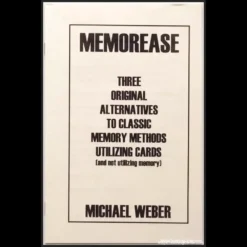 MEMOREASE
THREE
ORIGINAL
ALTERNATIVES
TO CLASSIC
MEMORY METHODS
UTILIZING CARDS
(and not utilizing memory)
MICHAEL WEBER